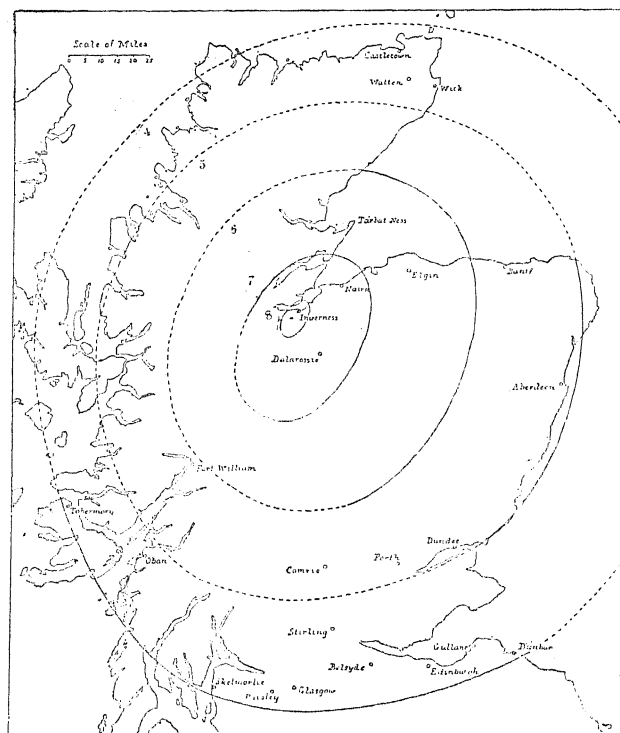 Scale of Miles
0 5 10 15 20 25
Castletown
Watten
Wick
4
5
6
Tarbat Ness
7
Elgin
Banff
Nairn
8
Inverness
Dalarossie
Aberdeen
Fort William
Tobermory
Dundee
Oban
Comrie
Perth
Stirling
Gullane
Dunbar
Belsyde
Edinburgh
Skelmorlie
Paisley
Glasgow